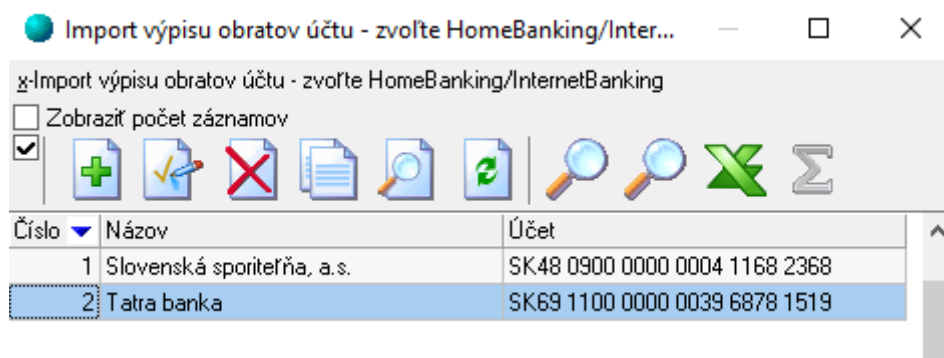 Import výpisu obratov účtu - zvoľte HomeBanking/Inter...
x-Import výpisu obratov účtu - zvoľte HomeBanking/InternetBanking
Zobraziť počet záznamov
Číslo Názov Účet
1 Slovenská sporiteľňa, a.s. SK48 0900 0000 0004 1168 2368
2 Tatra banka SK69 1100 0000 0039 6878 1519